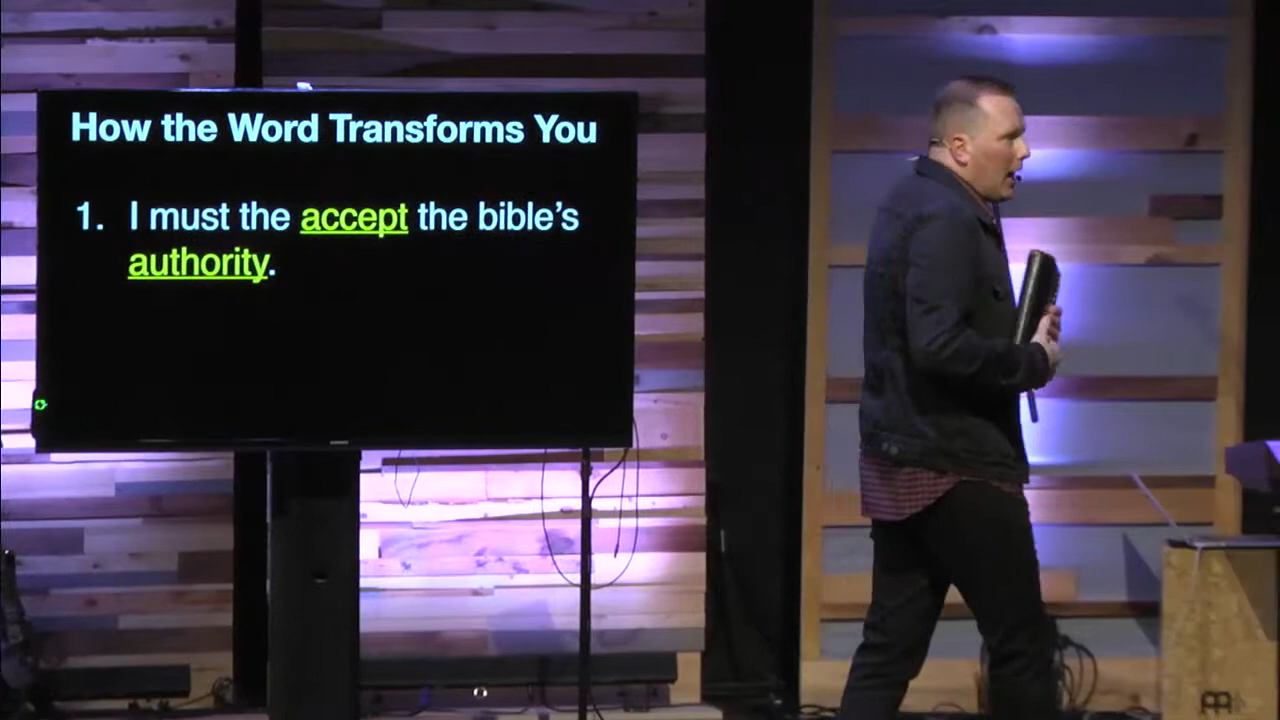 How the Word Transforms You
1. I must the accept the bible's
authority.